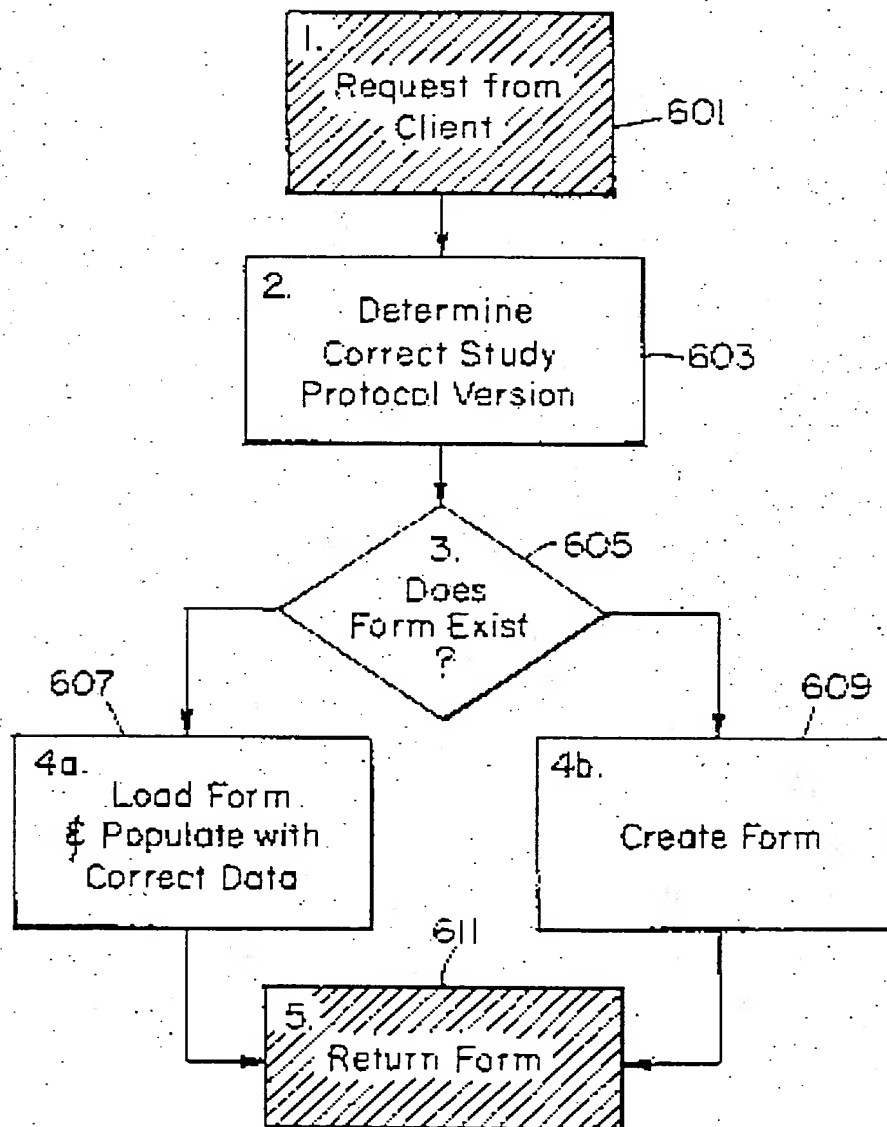 1.
Request from
Client
601
2.
Determine
Correct Study
Protocol Version
603
3.
Does
Form Exist
?
605
607
4a.
Load Form
& Populate with
Correct Data
609
4b.
Create Form
611
5.
Return Form